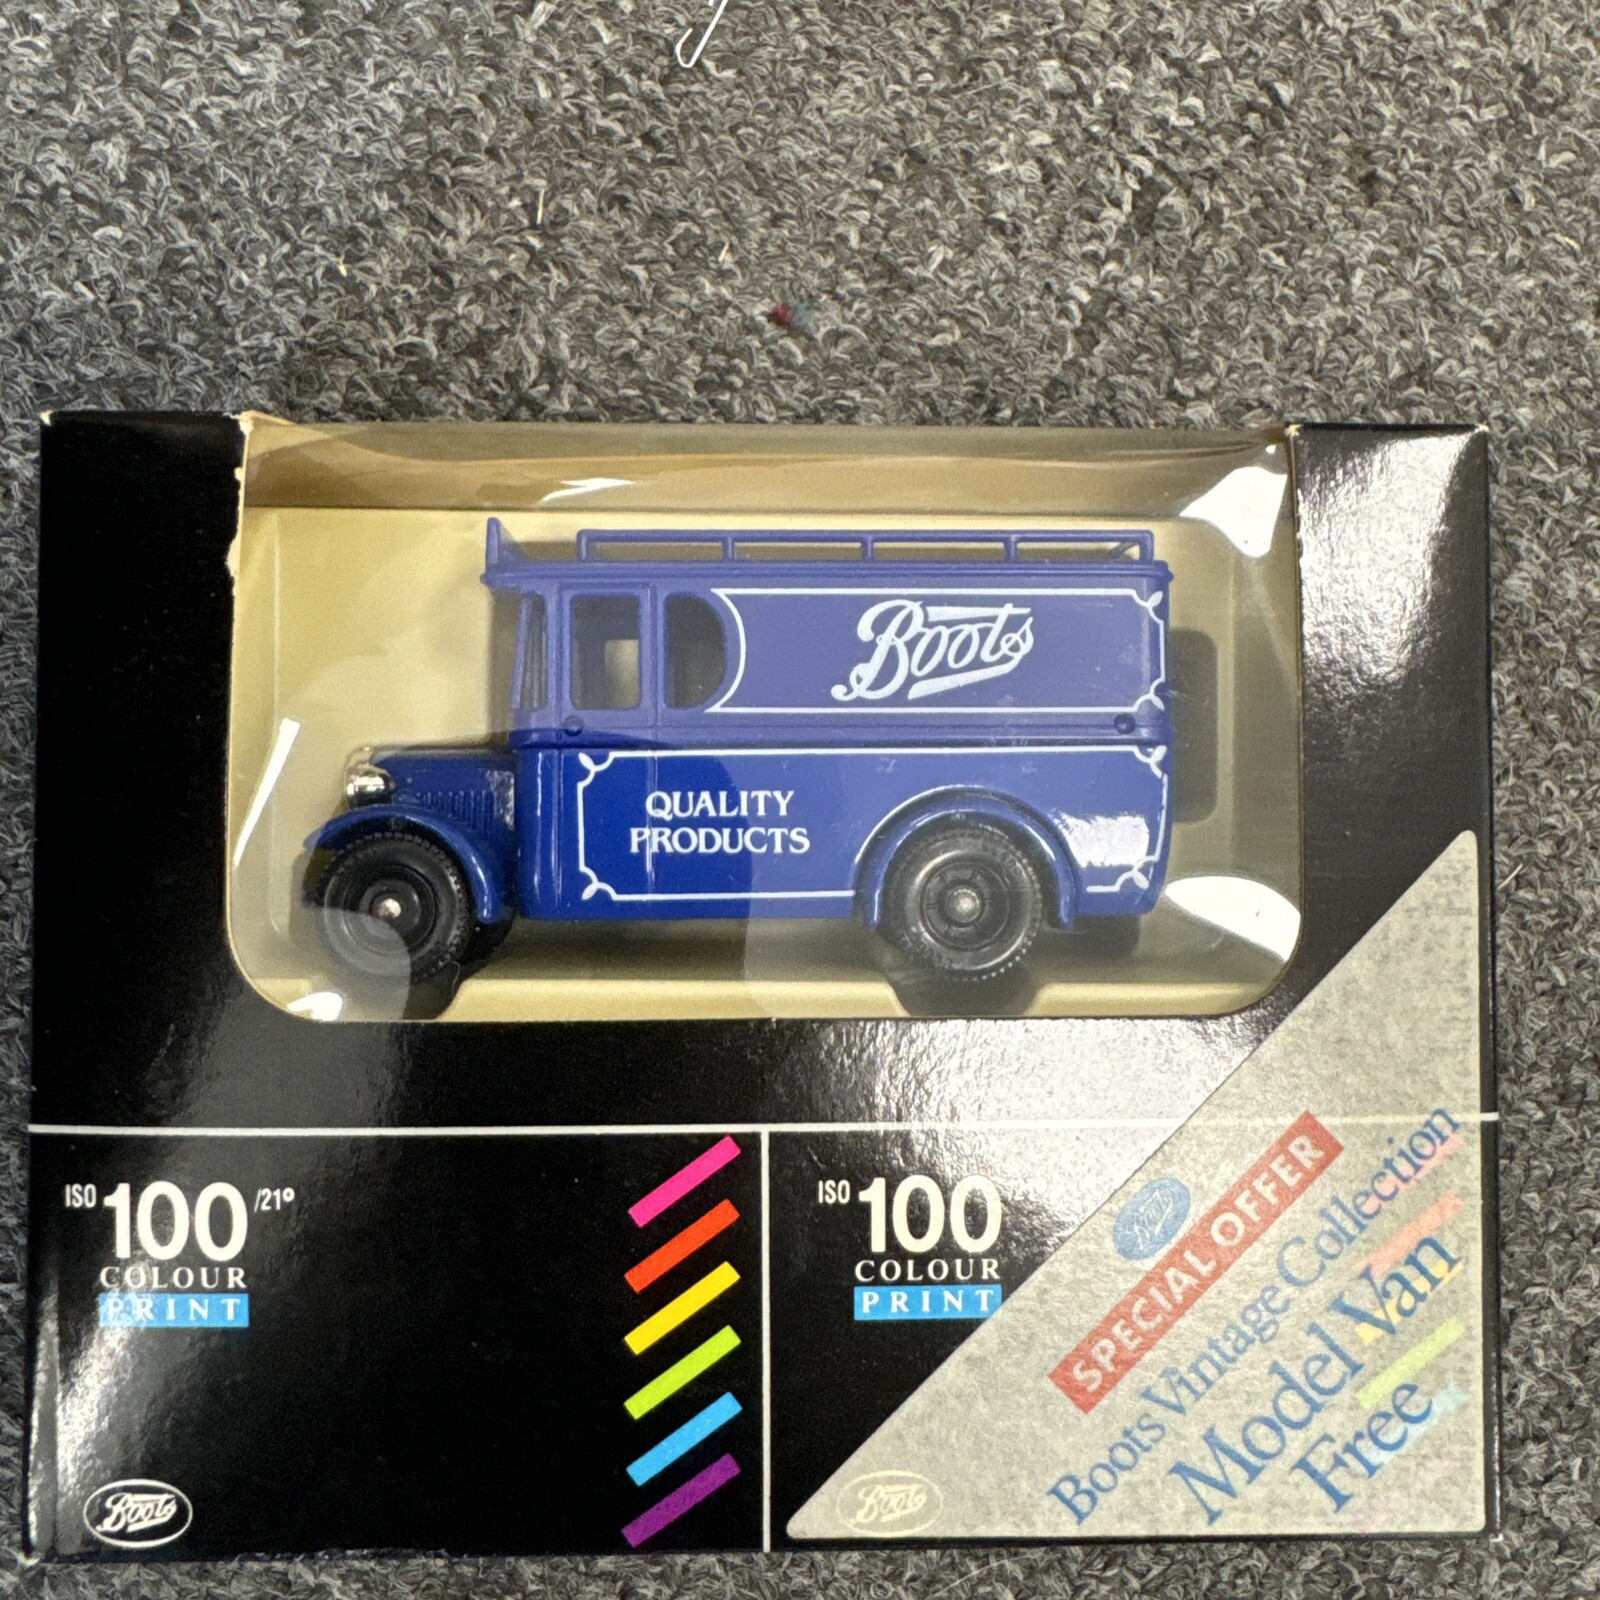 Boots
QUALITY
PRODUCTS
ISO 100 /21°
COLOUR
PRINT
Boots
ISO 100
COLOUR
PRINT
Boots
Boots
SPECIAL OFFER
Boots Vintage Collection
Model Van
Free